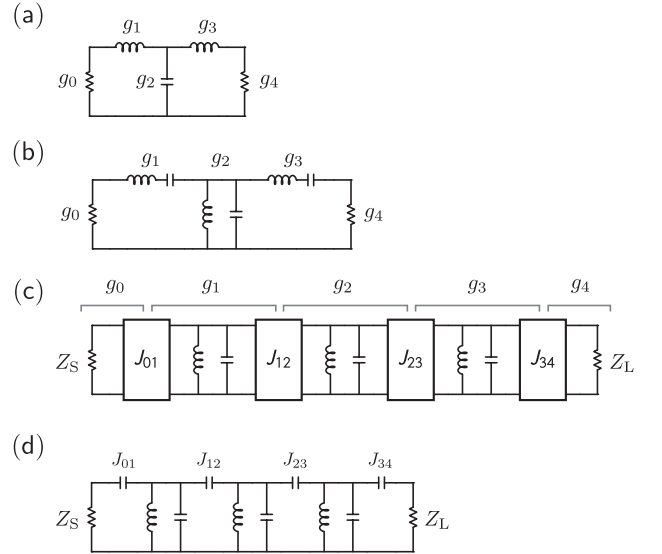 (a)
g1 g3
g0 g2 g4
(b)
g1 g2 g3
g0 g4
(c)
g0 g1 g2 g3 g4
ZS J01 J12 J23 J34 ZL
(d)
J01 J12 J23 J34
ZS ZL